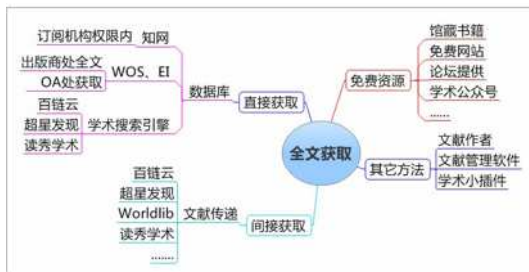 订阅机构权限内
知网
出版商处全文
OA处获取
WOS、EI
百链云
超星发现
读秀学术
学术搜索引擎
数据库
直接获取
百链云
超星发现
Worldlib
读秀学术
.......
文献传递
间接获取
全文获取
免费资源
馆藏书籍
免费网站
论坛提供
学术公众号
......
其它方法
文献作者
文献管理软件
学术小插件